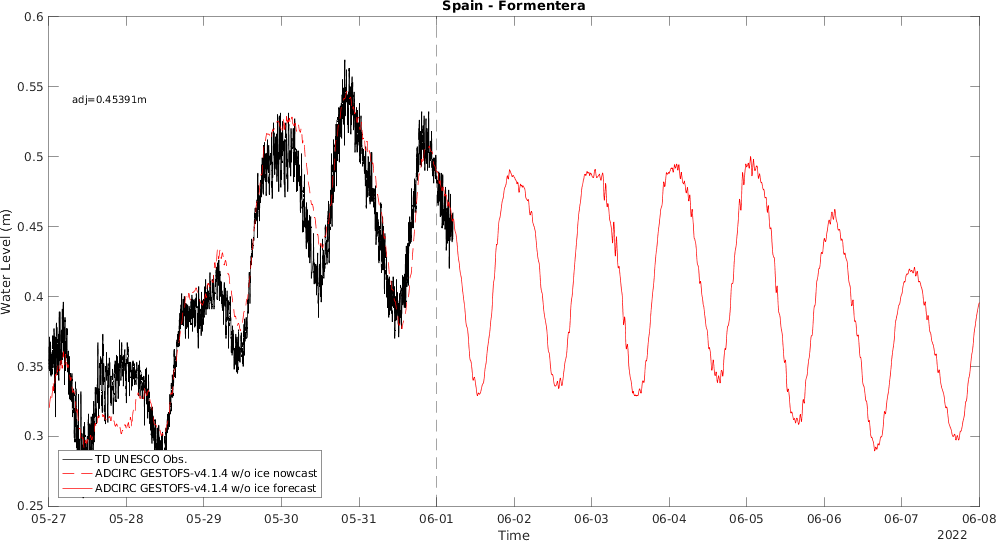 Spain - Formentera
0.6
0.55
0.5
0.45
0.4
0.35
0.3
0.25
Water Level (m)
adj=0.45391m
TD UNESCO Obs.
ADCIRC GESTOFS-v4.1.4 w/o ice nowcast
ADCIRC GESTOFS-v4.1.4 w/o ice forecast
05-27 05-28 05-29 05-30 05-31 06-01 06-02 06-03 06-04 06-05 06-06 06-07 06-08
Time
2022